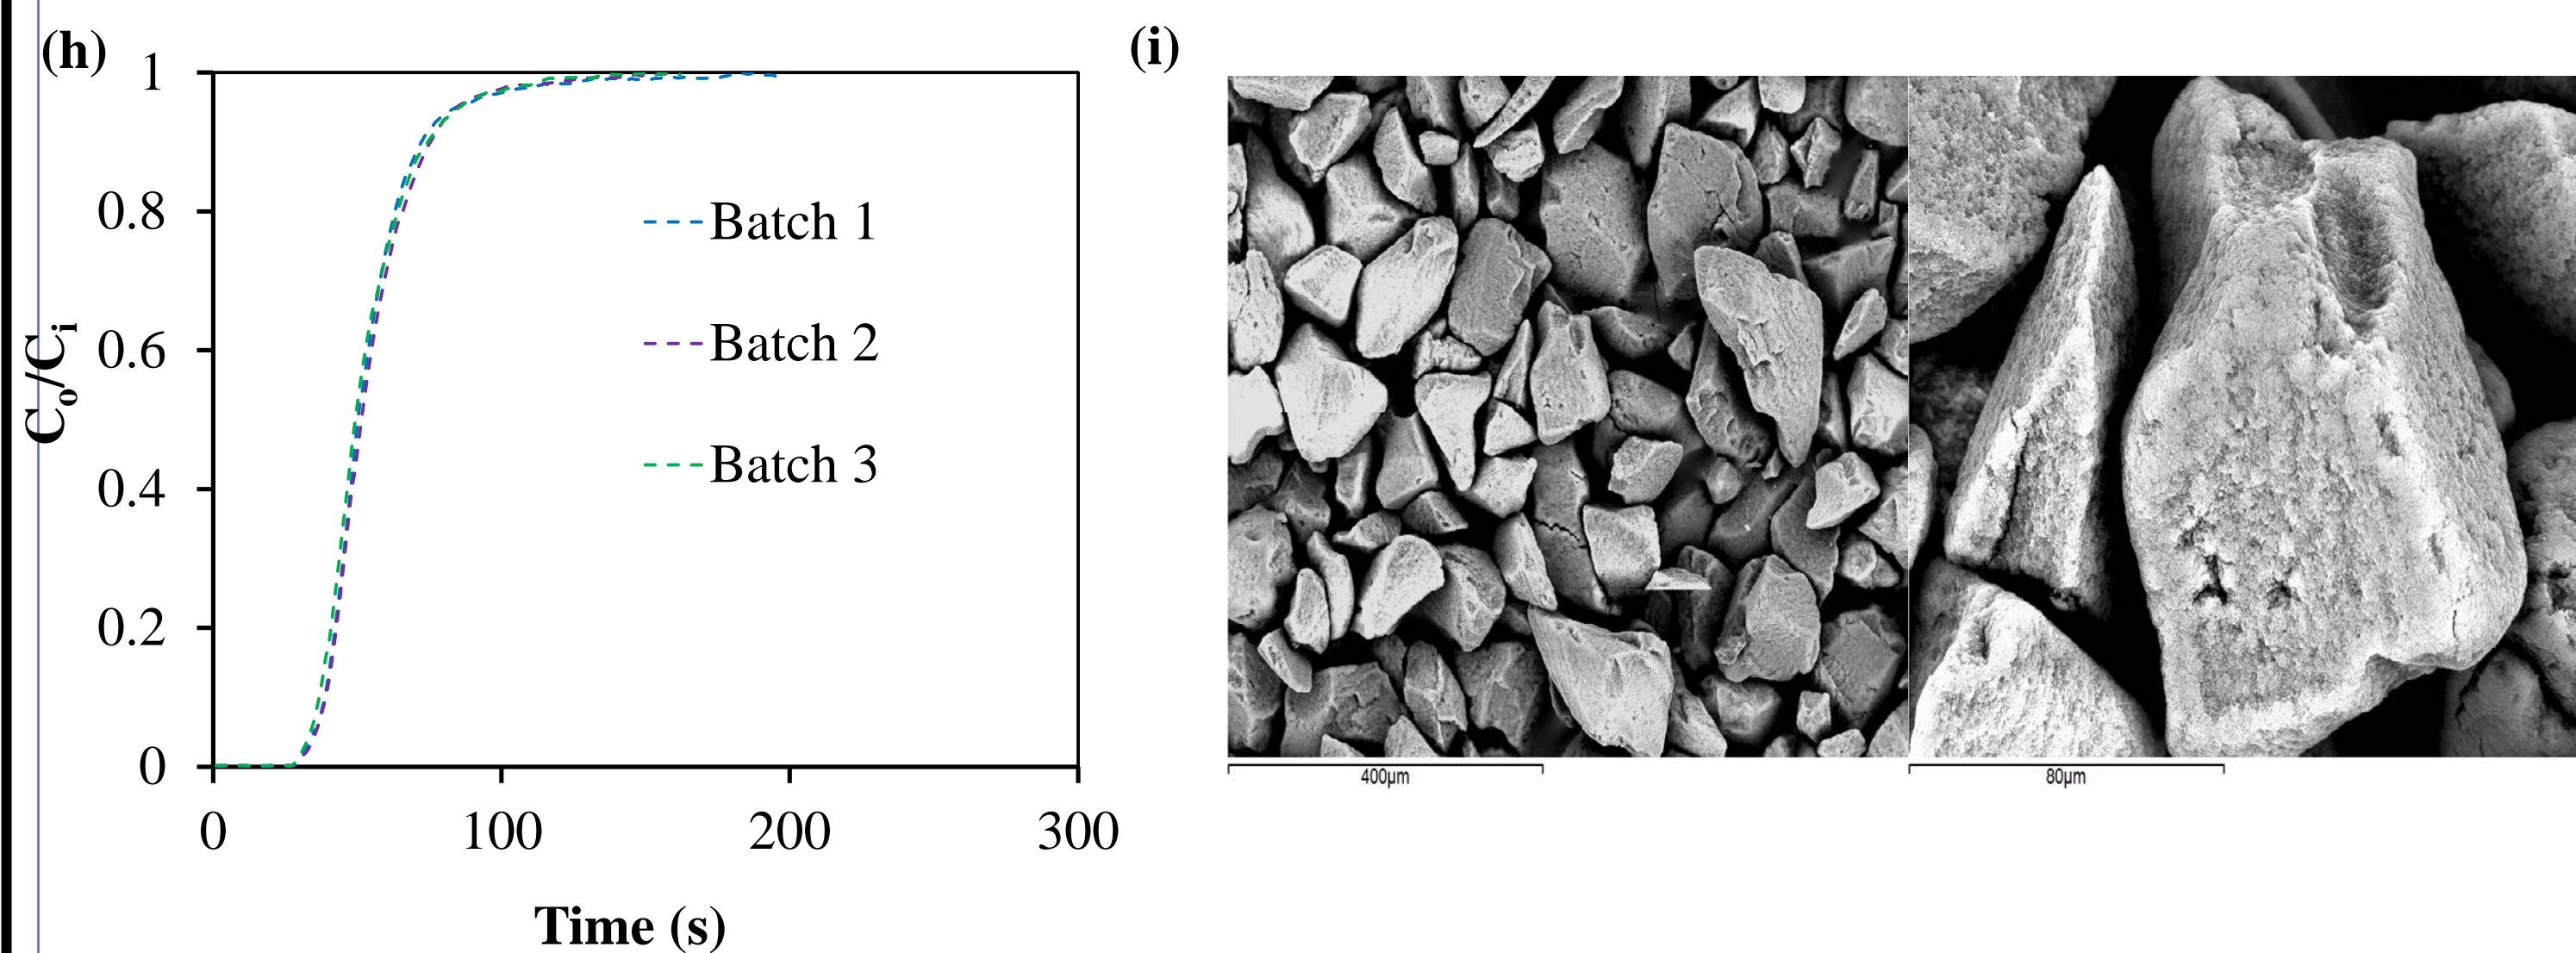 (h)
1
0.8
0.6
0.4
0.2
0
C₀/Cᵢ
Batch 1
Batch 2
Batch 3
0 100 200 300
Time (s)
(i)
400µm
80µm